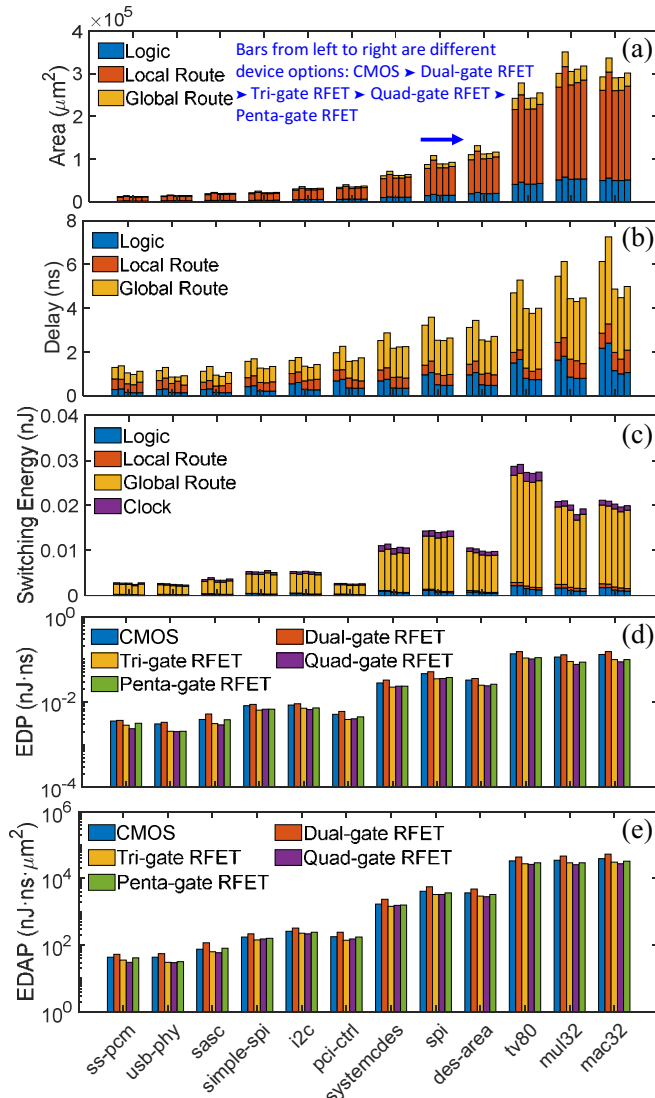 × 10⁵
(a)
Logic
Local Route
Global Route
Bars from left to right are different
device options: CMOS ➤ Dual-gate RFET
➤ Tri-gate RFET ➤ Quad-gate RFET ➤
Penta-gate RFET
Area (μm²)
4
3
2
1
0
(b)
Logic
Local Route
Global Route
Delay (ns)
8
6
4
2
0
(c)
Logic
Local Route
Global Route
Clock
Switching Energy (nJ)
0.04
0.03
0.02
0.01
0
(d)
CMOS
Dual-gate RFET
Tri-gate RFET
Quad-gate RFET
Penta-gate RFET
EDP (nJ·ns)
10⁰
10⁻²
10⁻⁴
(e)
CMOS
Dual-gate RFET
Tri-gate RFET
Quad-gate RFET
Penta-gate RFET
EDAP (nJ·ns·μm²)
10⁶
10⁴
10²
10⁰
ss-pcm
usb-phy
sasc
simple-spi
i2c
pci-ctrl
systemcdes
spi
des-area
tv80
mul32
mac32